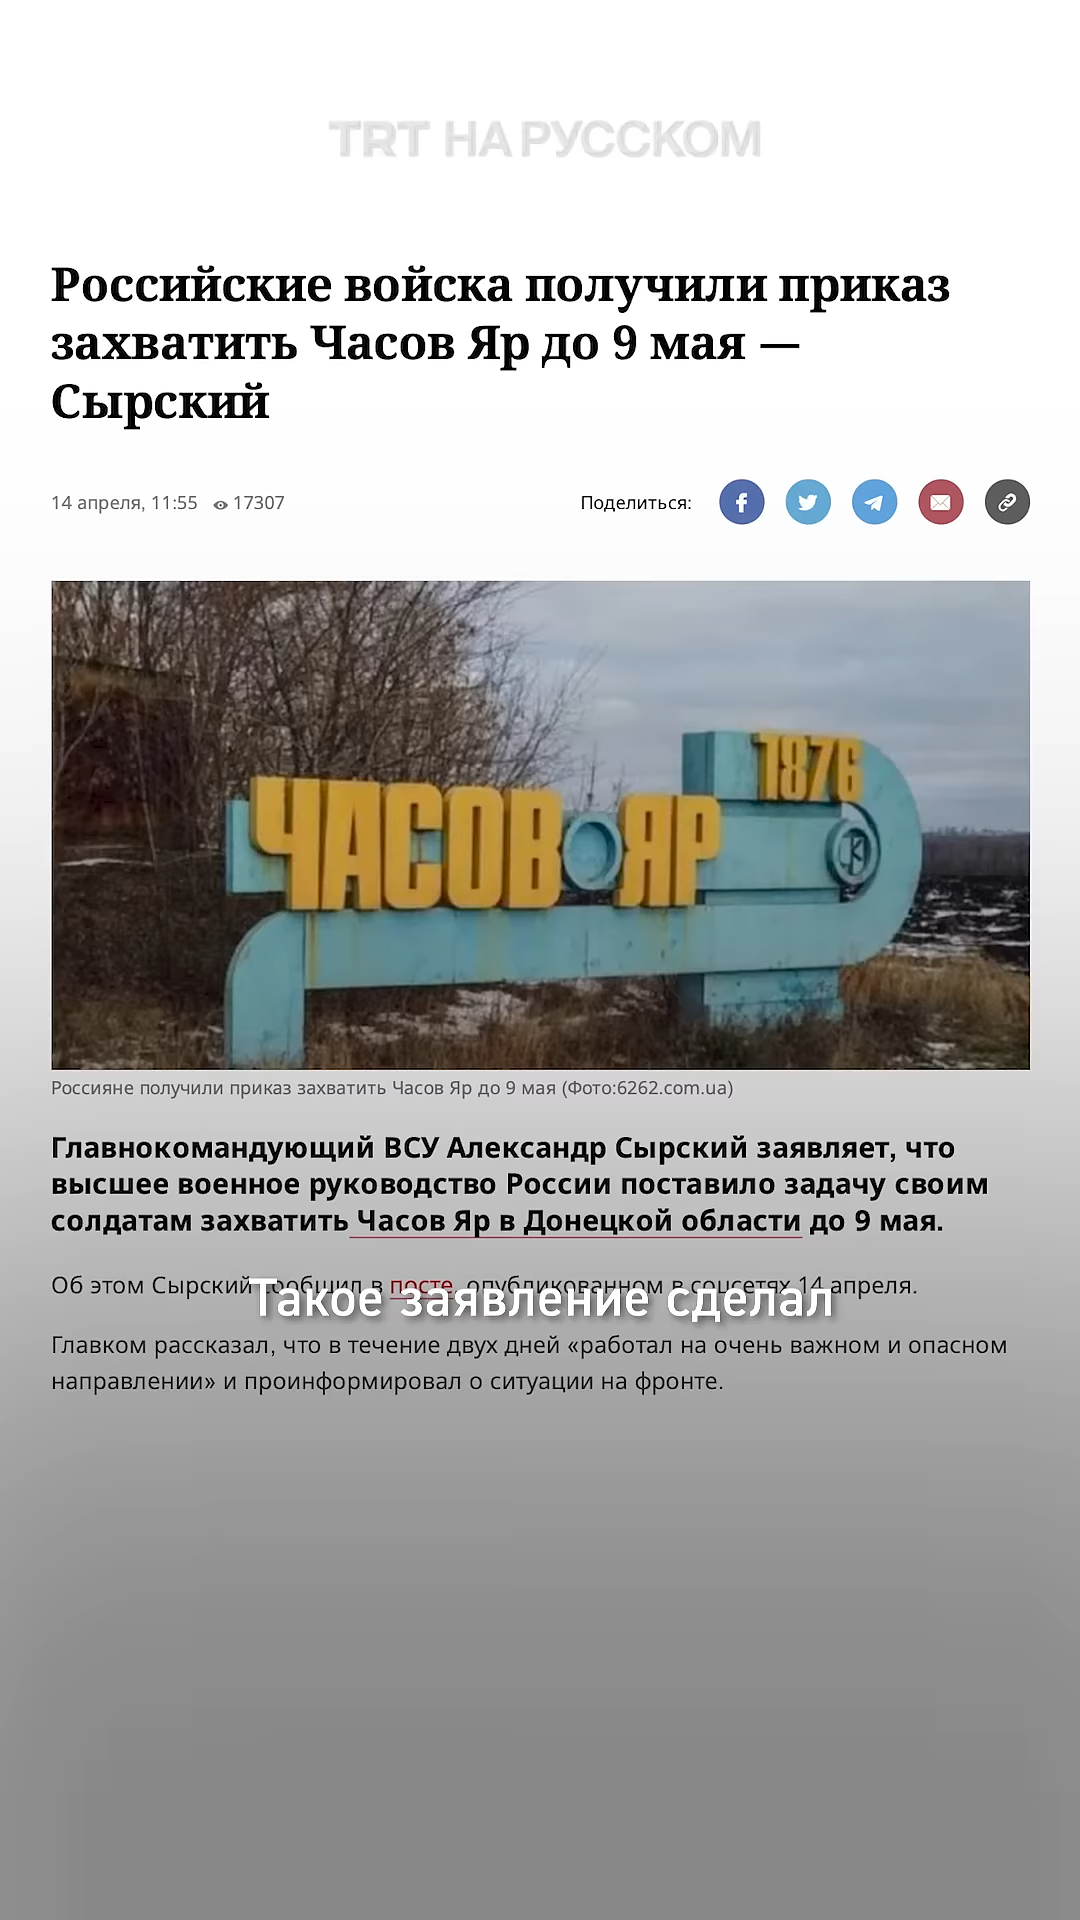 TRT НА РУССКОМ
Российские войска получили приказ
захватить Часов Яр до 9 мая —
Сырский
14 апреля, 11:55 17307
Поделиться:
ЧАСОВ ЯР
1876
Россияне получили приказ захватить Часов Яр до 9 мая (Фото:6262.com.ua)
Главнокомандующий ВСУ Александр Сырский заявляет, что
высшее военное руководство России поставило задачу своим
солдатам захватить Часов Яр в Донецкой области до 9 мая.
Об этом Сырский сообщил в посте, опубликованном в соцсетях 14 апреля.
Такое заявление сделал
Главком рассказал, что в течение двух дней «работал на очень важном и опасном
направлении» и проинформировал о ситуации на фронте.